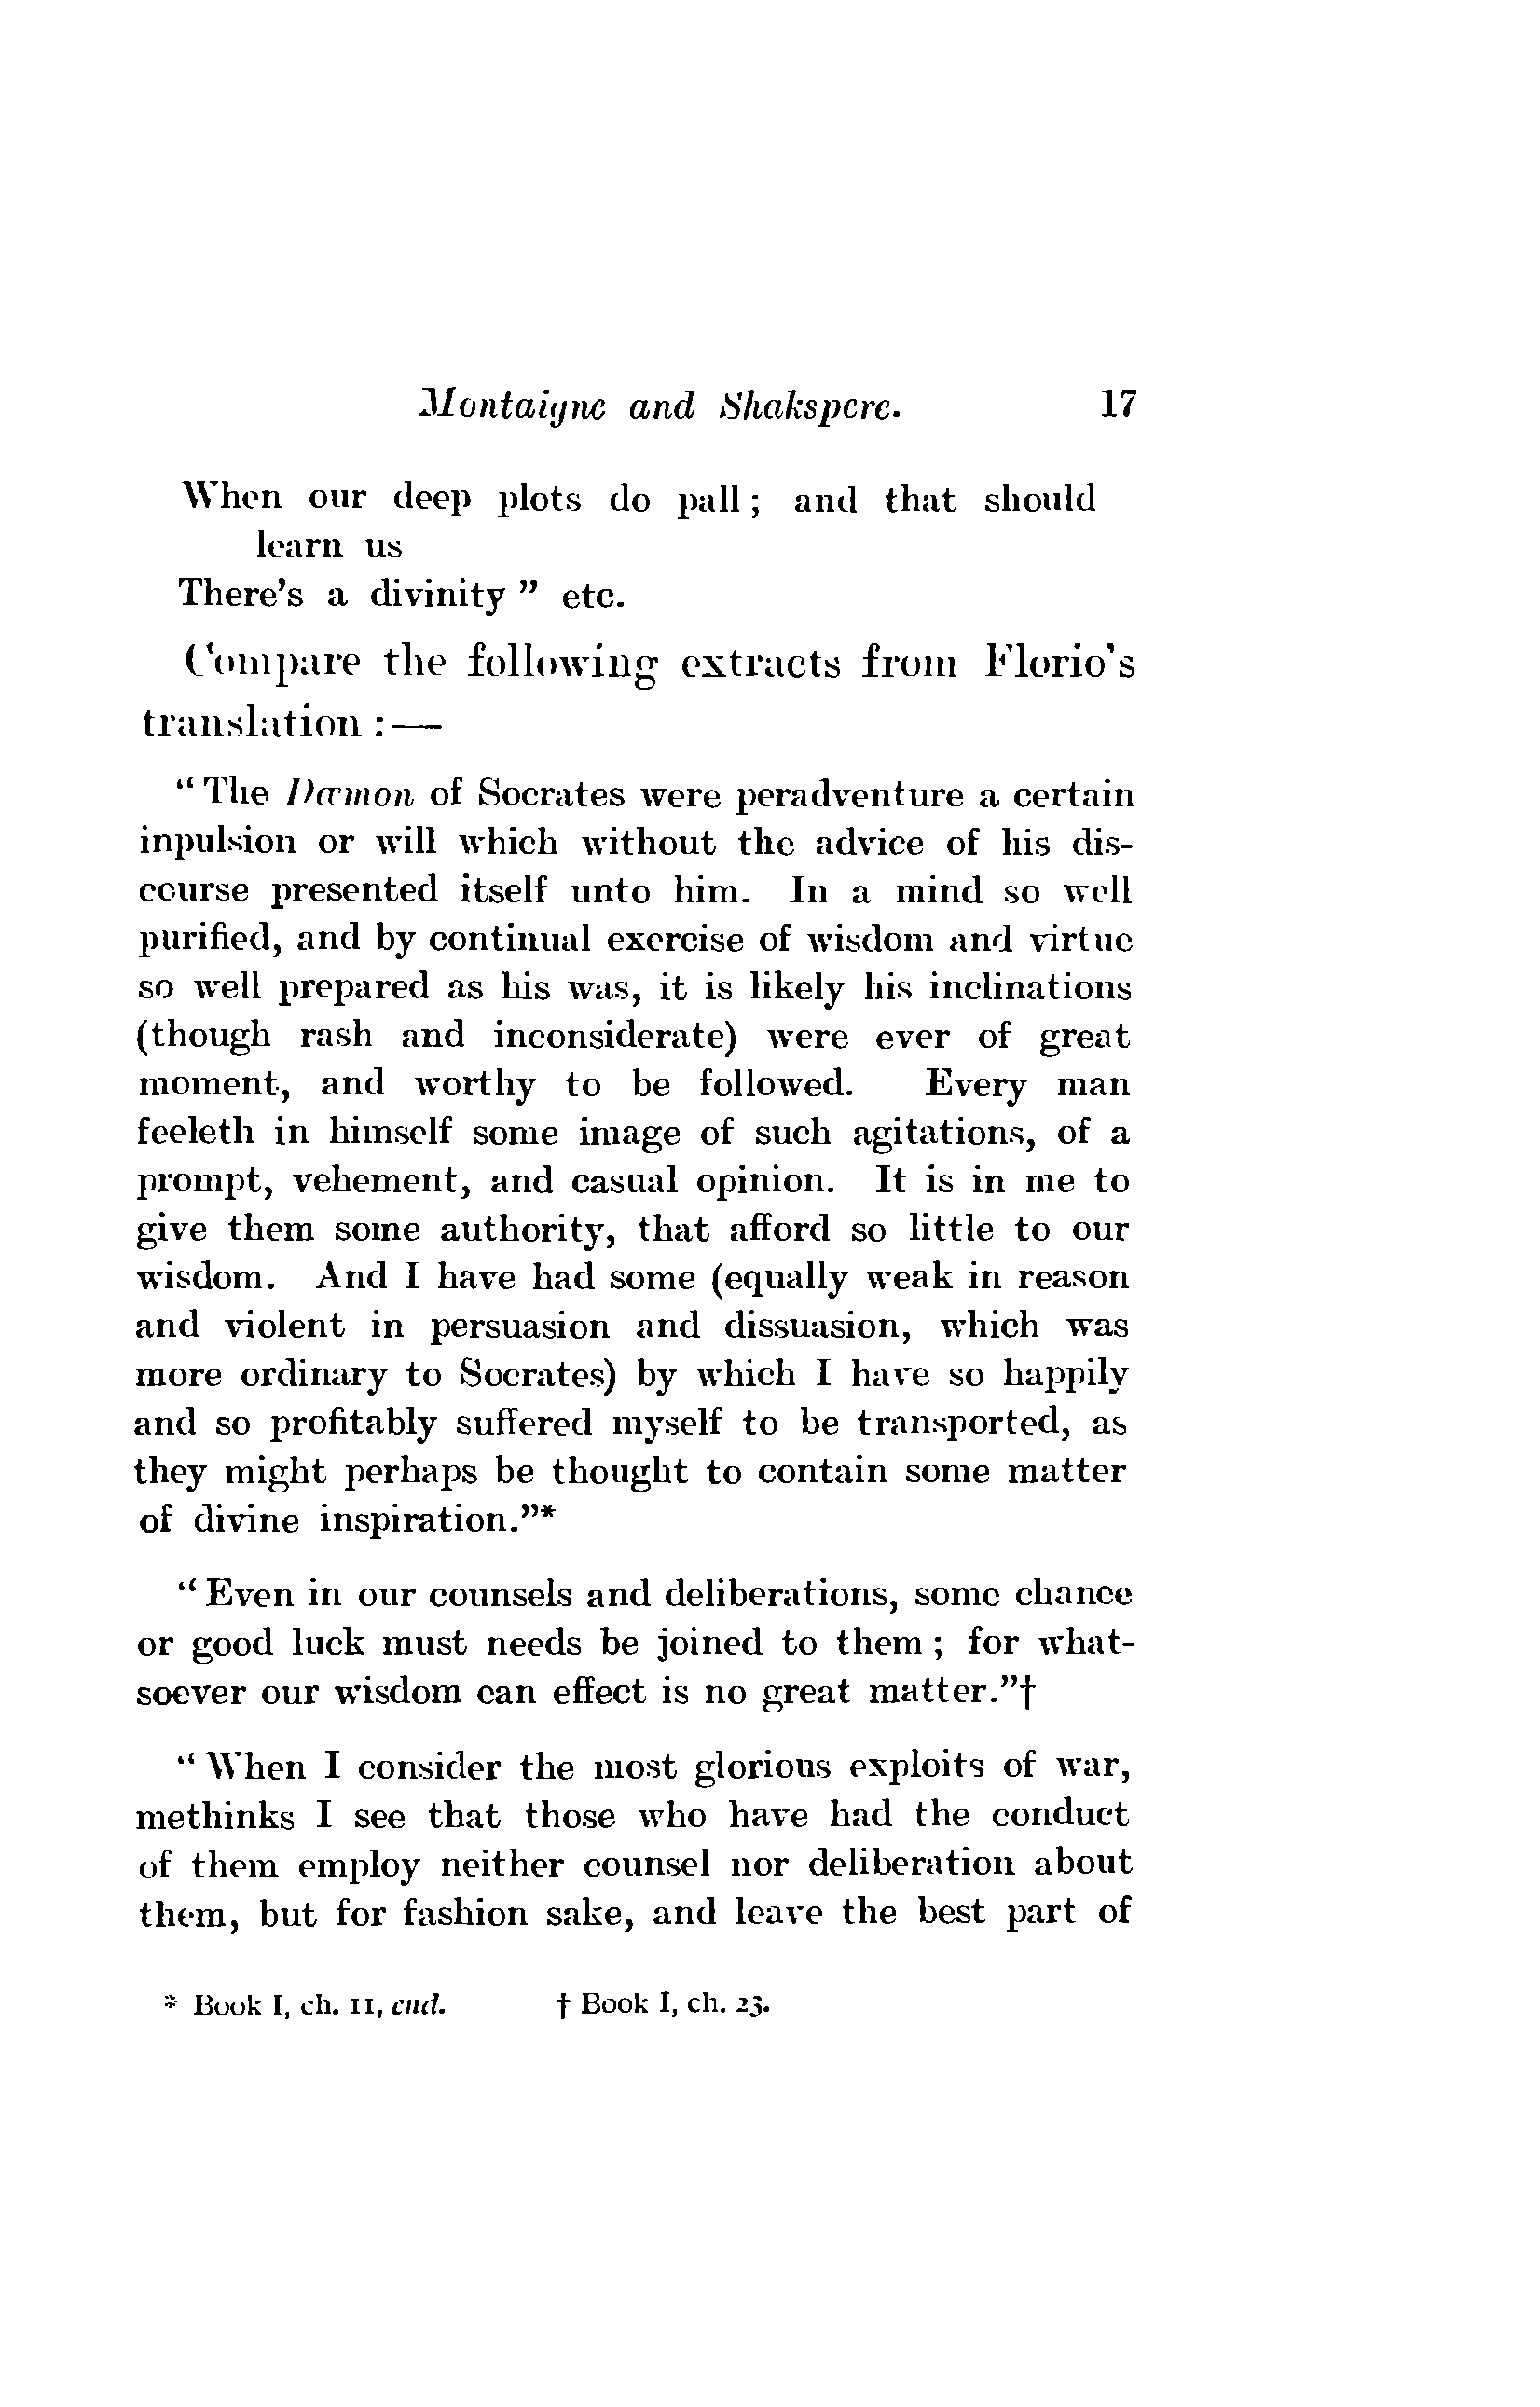 Montaigne and Shakspere. 17
When our deep plots do pall; and that should
learn us
There's a divinity" etc.
Compare the following extracts from Florio's
translation:—
"The Dæmon of Socrates were peradventure a certain
inpulsion or will which without the advice of his dis-
course presented itself unto him. In a mind so well
purified, and by continual exercise of wisdom and virtue
so well prepared as his was, it is likely his inclinations
(though rash and inconsiderate) were ever of great
moment, and worthy to be followed. Every man
feeleth in himself some image of such agitations, of a
prompt, vehement, and casual opinion. It is in me to
give them some authority, that afford so little to our
wisdom. And I have had some (equally weak in reason
and violent in persuasion and dissuasion, which was
more ordinary to Socrates) by which I have so happily
and so profitably suffered myself to be transported, as
they might perhaps be thought to contain some matter
of divine inspiration."*
"Even in our counsels and deliberations, some chance
or good luck must needs be joined to them; for what-
soever our wisdom can effect is no great matter."†
"When I consider the most glorious exploits of war,
methinks I see that those who have had the conduct
of them employ neither counsel nor deliberation about
them, but for fashion sake, and leave the best part of
* Book I, ch. 11, end. † Book I, ch. 23.